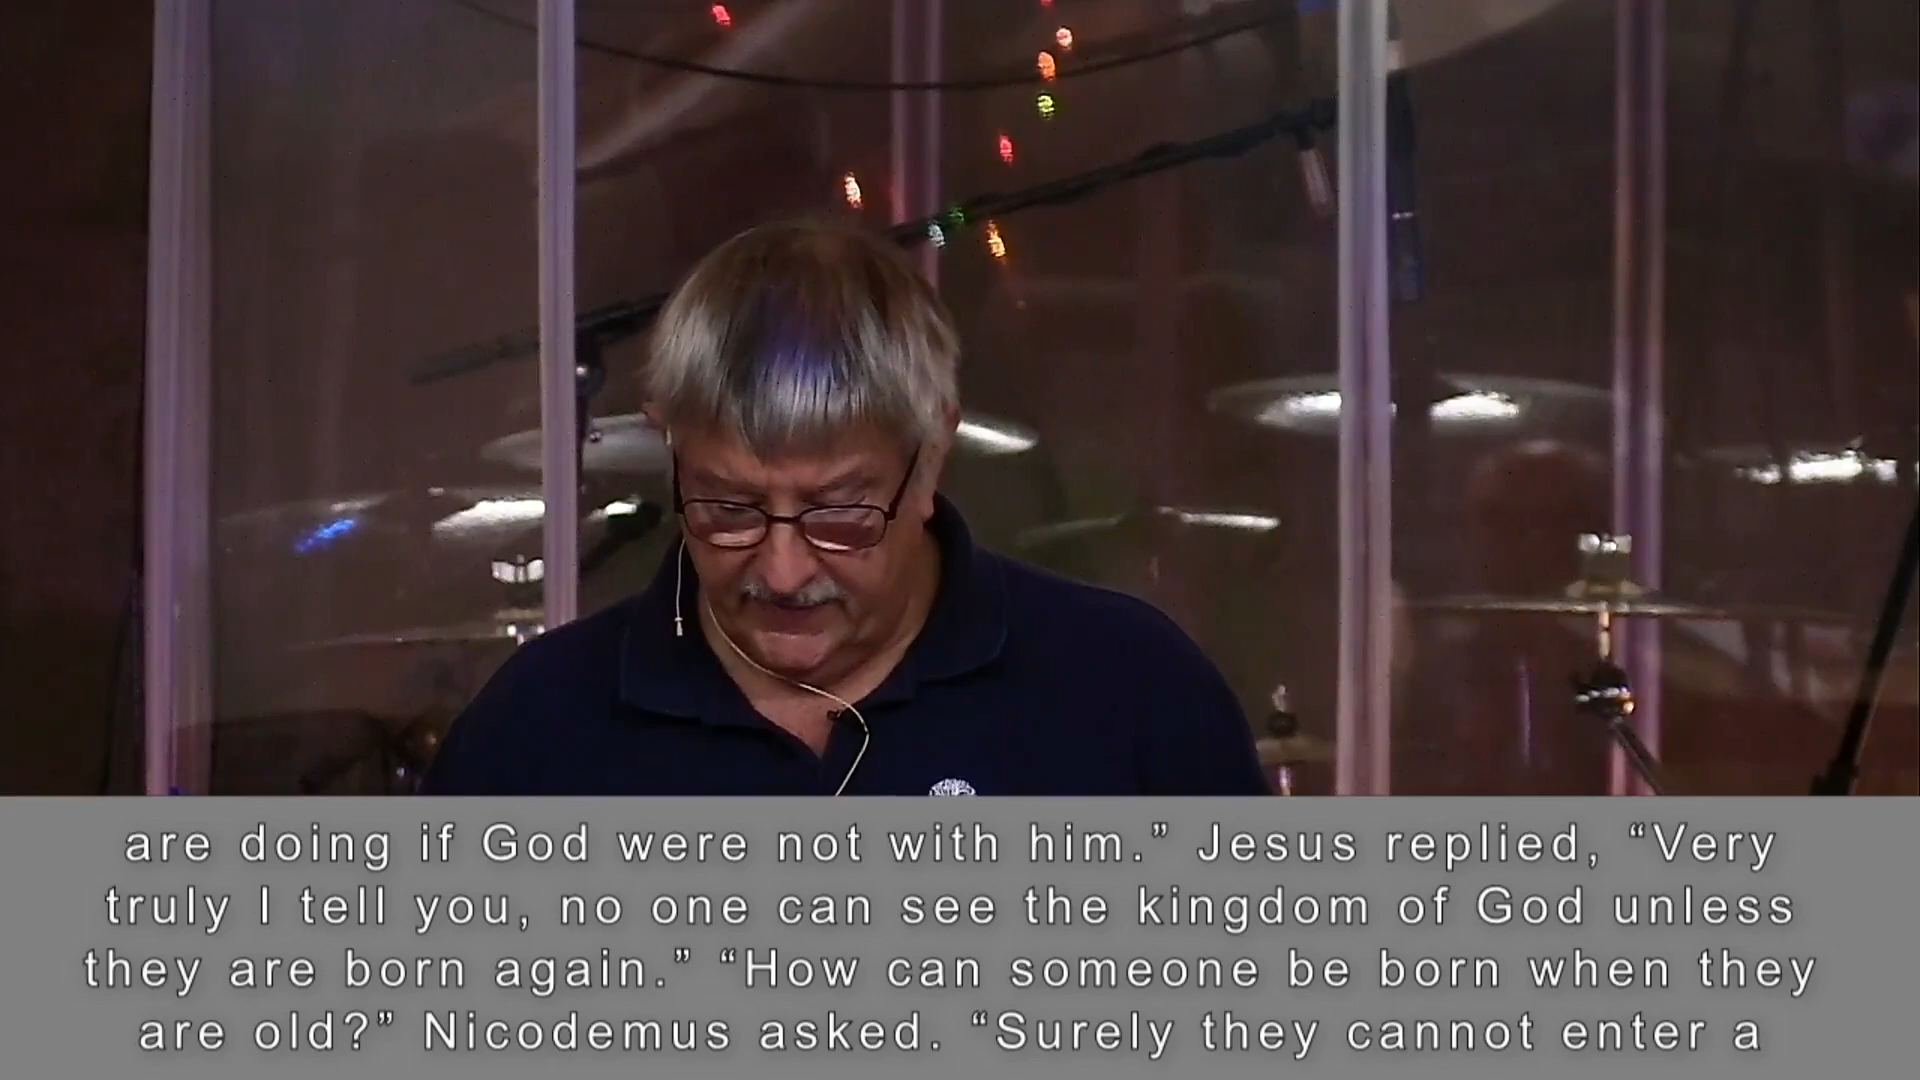 are doing if God were not with him.” Jesus replied, “Very
truly I tell you, no one can see the kingdom of God unless
they are born again.” “How can someone be born when they
are old?” Nicodemus asked. “Surely they cannot enter a